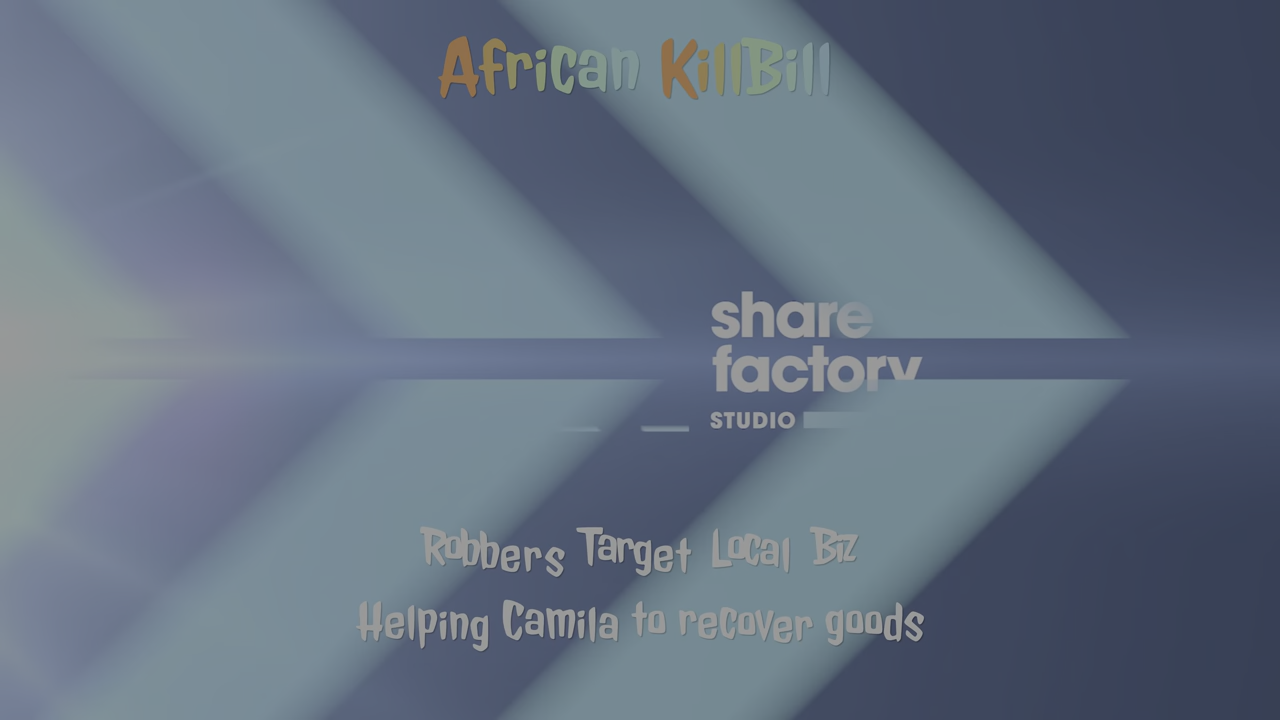 African KillBill
share
factory
STUDIO
Robbers Target Local Biz
Helping Camila to recover goods